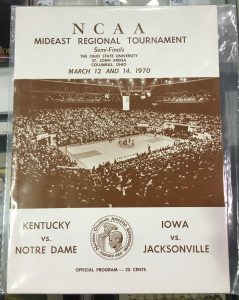 NCAA
MIDEAST REGIONAL TOURNAMENT
Semi-Finals
THE OHIO STATE UNIVERSITY
ST. JOHN ARENA
COLUMBUS, OHIO
MARCH 12 AND 14, 1970
KENTUCKY
VS.
NOTRE DAME
IOWA
VS.
JACKSONVILLE
OFFICIAL PROGRAM — 25 CENTS